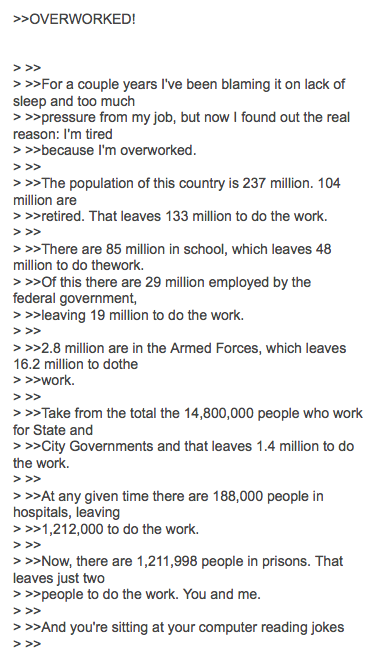 >>OVERWORKED!
> >>
> >>For a couple years I've been blaming it on lack of
sleep and too much
> >>pressure from my job, but now I found out the real
reason: I'm tired
> >>because I'm overworked.
> >>
> >>The population of this country is 237 million. 104
million are
> >>retired. That leaves 133 million to do the work.
> >>
> >>There are 85 million in school, which leaves 48
million to do thework.
> >>Of this there are 29 million employed by the
federal government,
> >>leaving 19 million to do the work.
> >>
> >>2.8 million are in the Armed Forces, which leaves
16.2 million to dothe
> >>work.
> >>
> >>Take from the total the 14,800,000 people who work
for State and
> >>City Governments and that leaves 1.4 million to do
the work.
> >>
> >>At any given time there are 188,000 people in
hospitals, leaving
> >>1,212,000 to do the work.
> >>
> >>Now, there are 1,211,998 people in prisons. That
leaves just two
> >>people to do the work. You and me.
> >>
> >>And you're sitting at your computer reading jokes
> >>